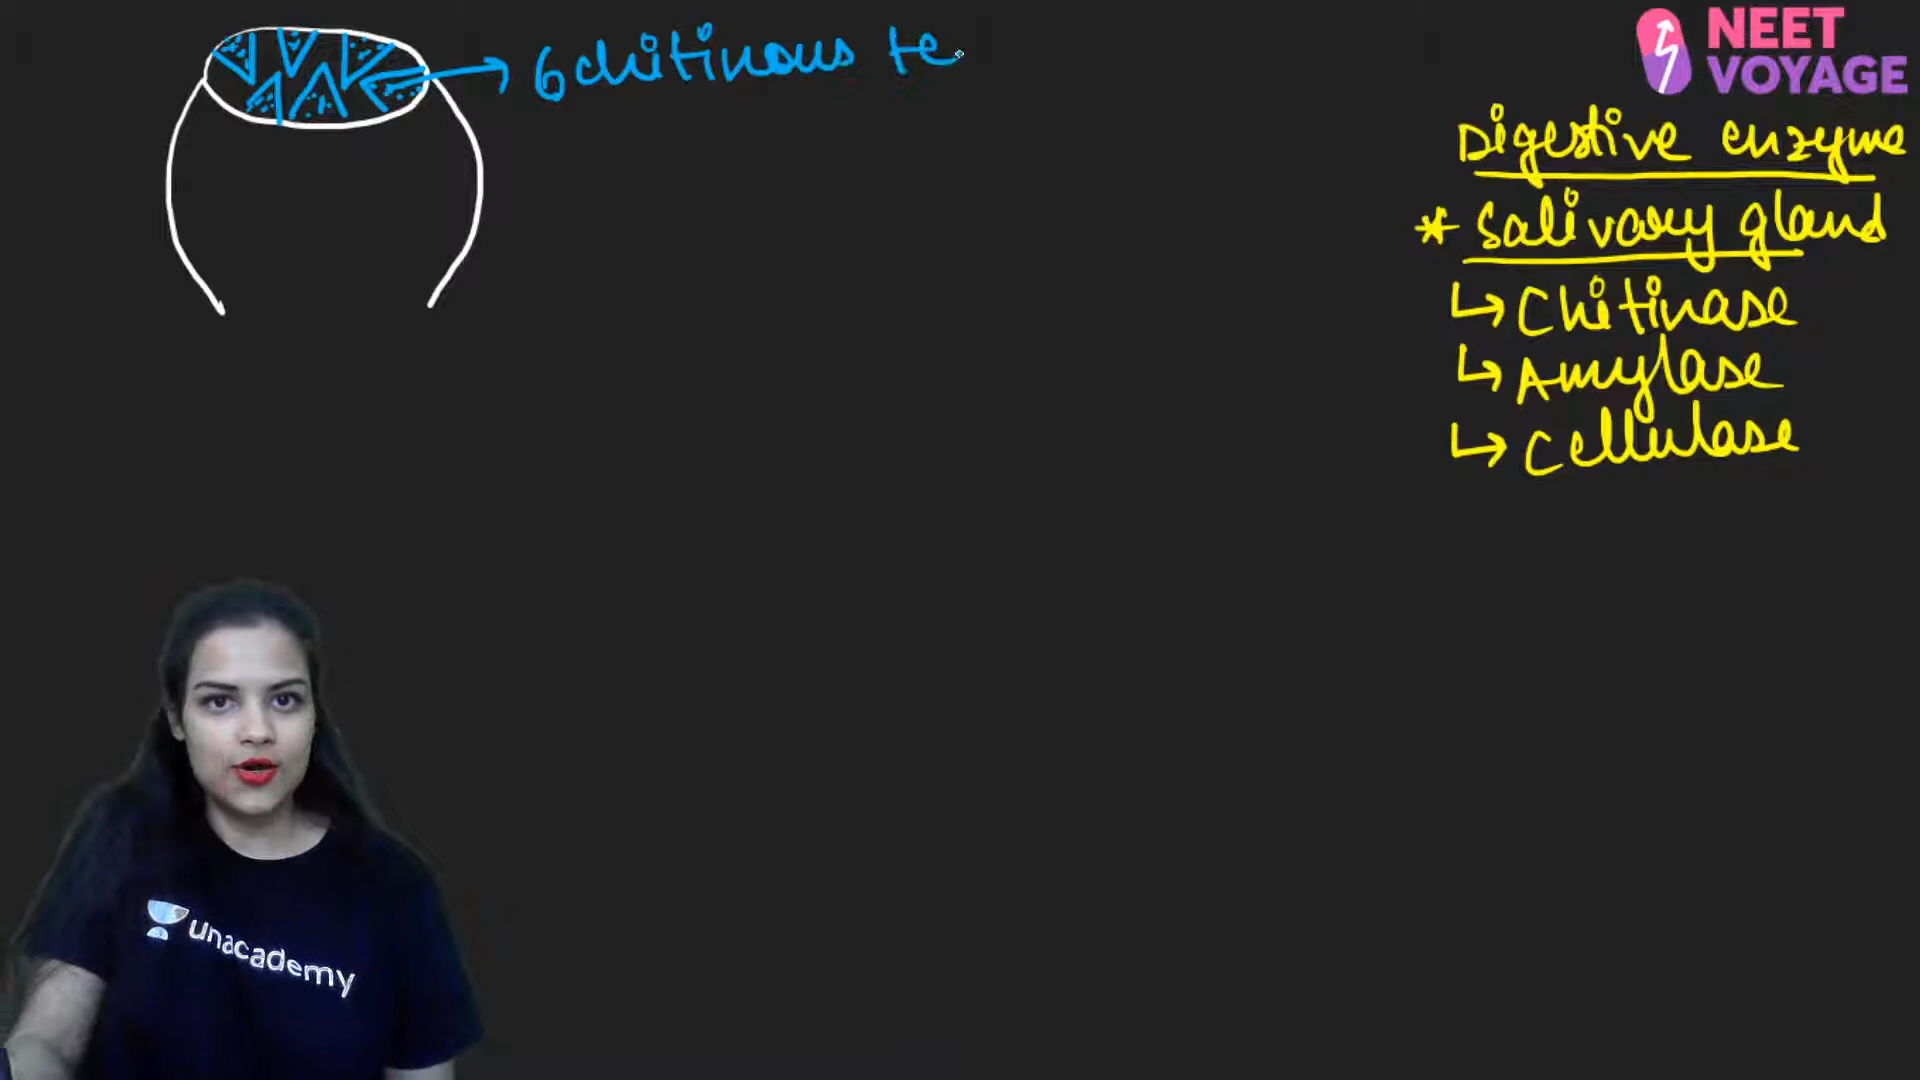 6 chitinous te
NEET
VOYAGE
Digestive enzyme
* Salivary gland
↳ Chitinase
↳ Amylase
↳ Cellulase
unacademy